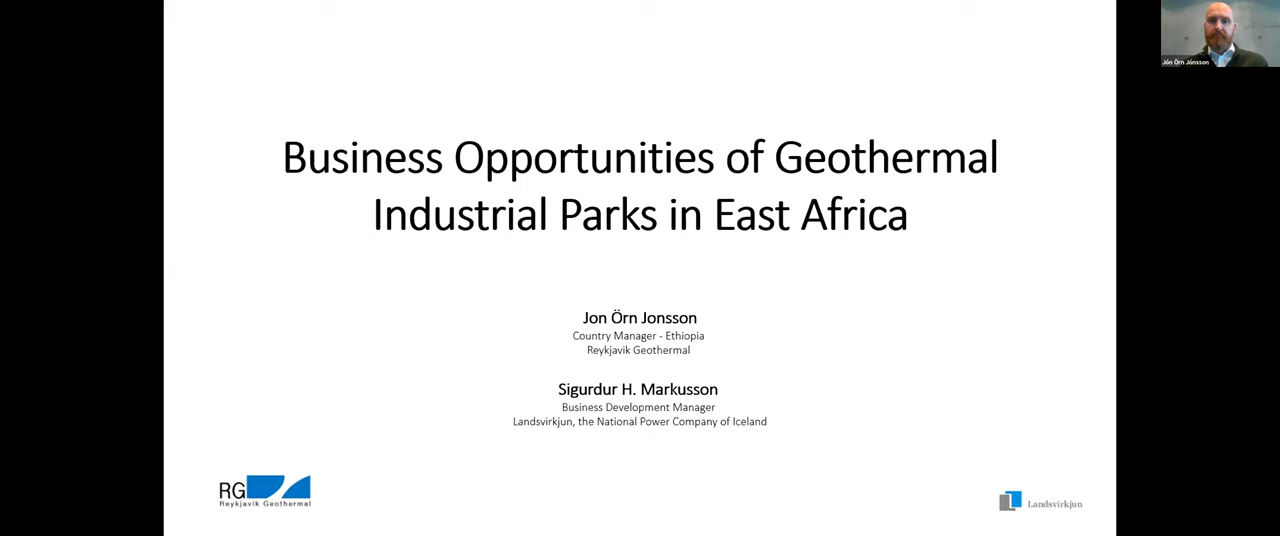 Jón Örn Jónsson
Business Opportunities of Geothermal
Industrial Parks in East Africa
Jon Örn Jonsson
Country Manager - Ethiopia
Reykjavik Geothermal
Sigurdur H. Markusson
Business Development Manager
Landsvirkjun, the National Power Company of Iceland
RG
Reykjavik Geothermal
Landsvirkjun